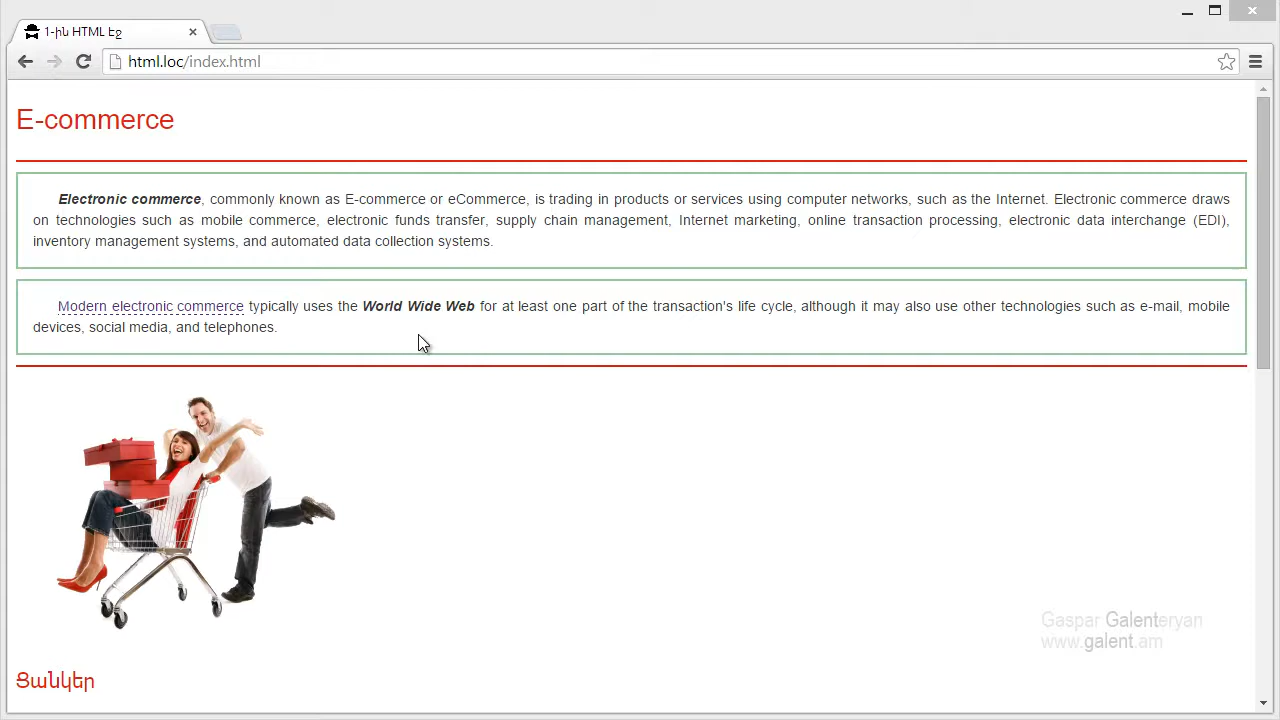 1-ին HTML էջ
html.loc/index.html
E-commerce
Electronic commerce, commonly known as E-commerce or eCommerce, is trading in products or services using computer networks, such as the Internet. Electronic commerce draws
on technologies such as mobile commerce, electronic funds transfer, supply chain management, Internet marketing, online transaction processing, electronic data interchange (EDI),
inventory management systems, and automated data collection systems.
Modern electronic commerce typically uses the World Wide Web for at least one part of the transaction's life cycle, although it may also use other technologies such as e-mail, mobile
devices, social media, and telephones.
Gaspar Galenteryan
www.galent.am
Ցանկեր